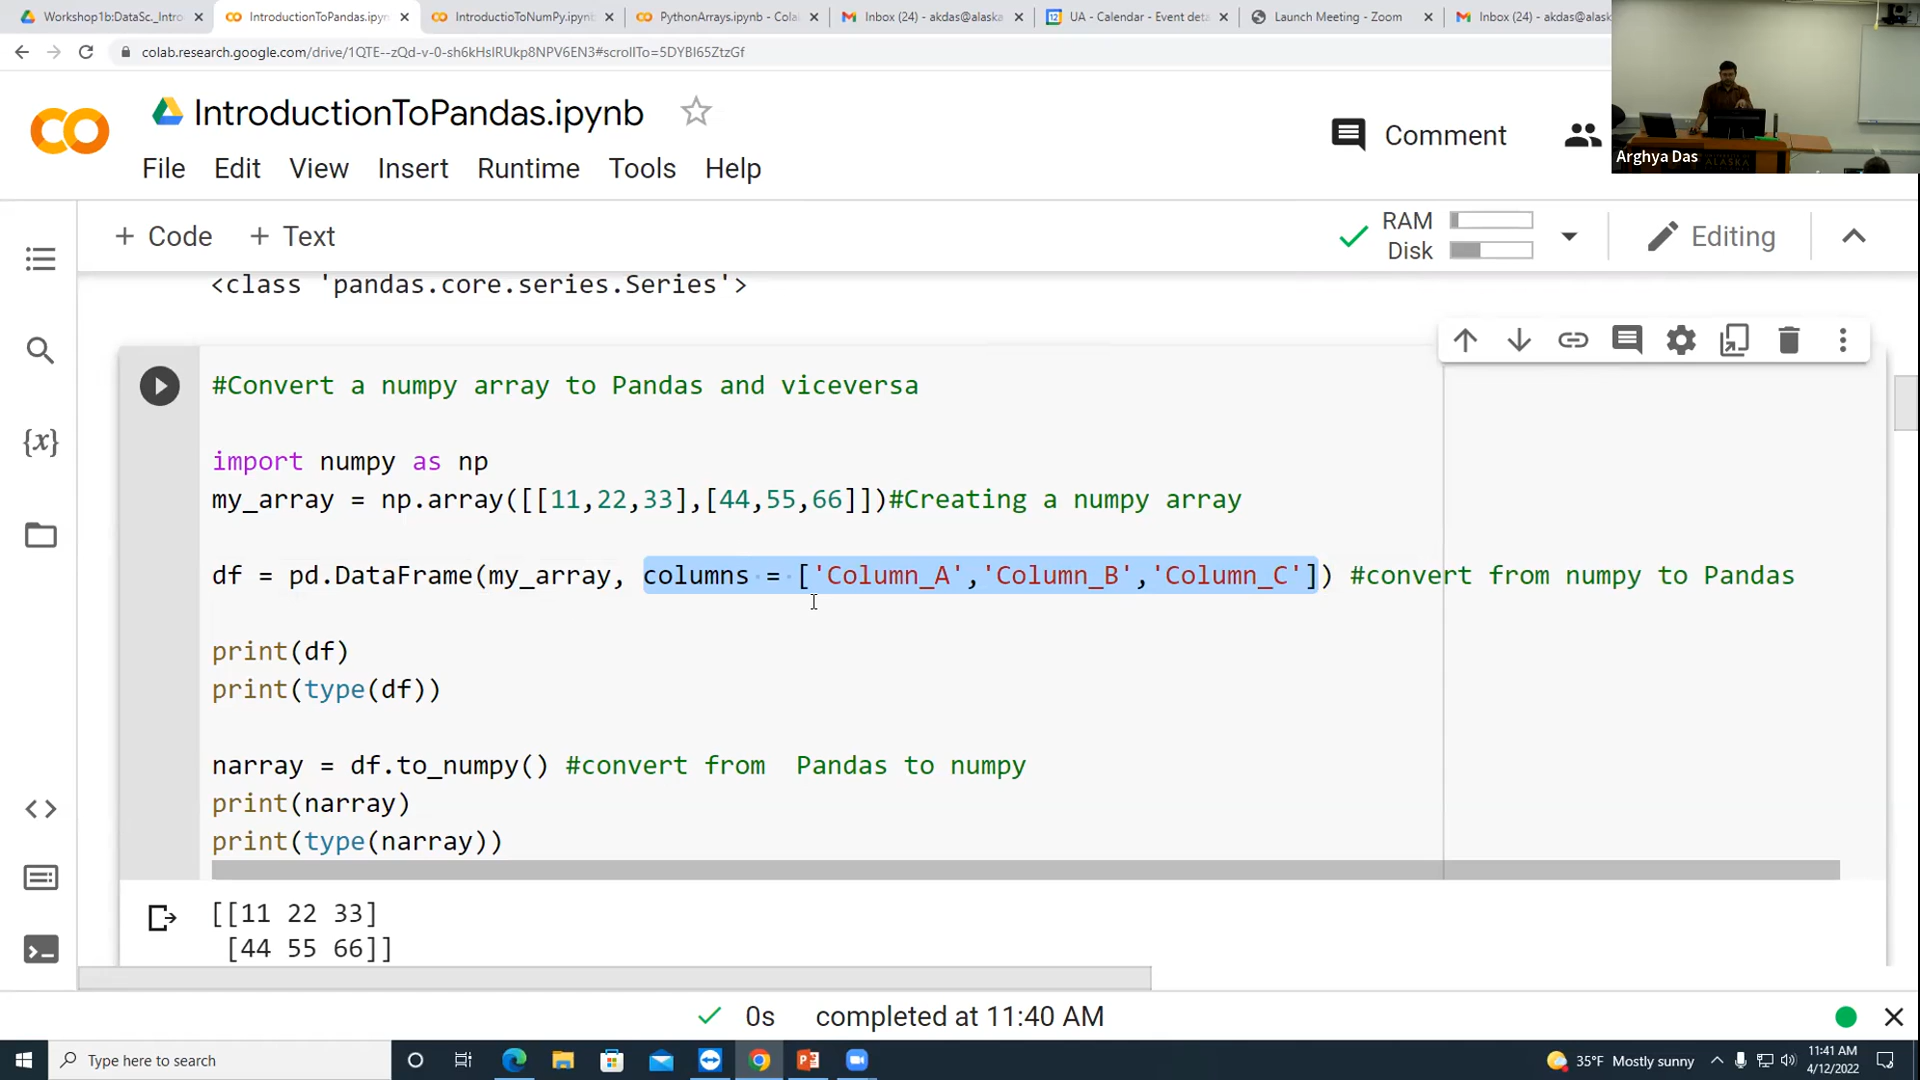 Workshop1b:DataSc._Intro
IntroductionToPandas.ipyn
IntroductioToNumPy.ipynb
PythonArrays.ipynb - Cola
Inbox (24) - akdas@alaska
UA - Calendar - Event deta
Launch Meeting - Zoom
Inbox (24) - akdas@alask
colab.research.google.com/drive/1QTE--zQd-v-0-sh6kHslRUkp8NPV6EN3#scrollTo=5DYBI65ZtzGf
IntroductionToPandas.ipynb
Comment
Arghya Das
File Edit View Insert Runtime Tools Help
+ Code + Text
RAM
Disk
Editing
<class 'pandas.core.series.Series'>
#Convert a numpy array to Pandas and viceversa
import numpy as np
my_array = np.array([[11,22,33],[44,55,66]])#Creating a numpy array
df = pd.DataFrame(my_array, columns = ['Column_A','Column_B','Column_C']) #convert from numpy to Pandas
print(df)
print(type(df))
narray = df.to_numpy() #convert from  Pandas to numpy
print(narray)
print(type(narray))
[[11 22 33]
[44 55 66]]
0s completed at 11:40 AM
Type here to search
35°F Mostly sunny
11:41 AM
4/12/2022